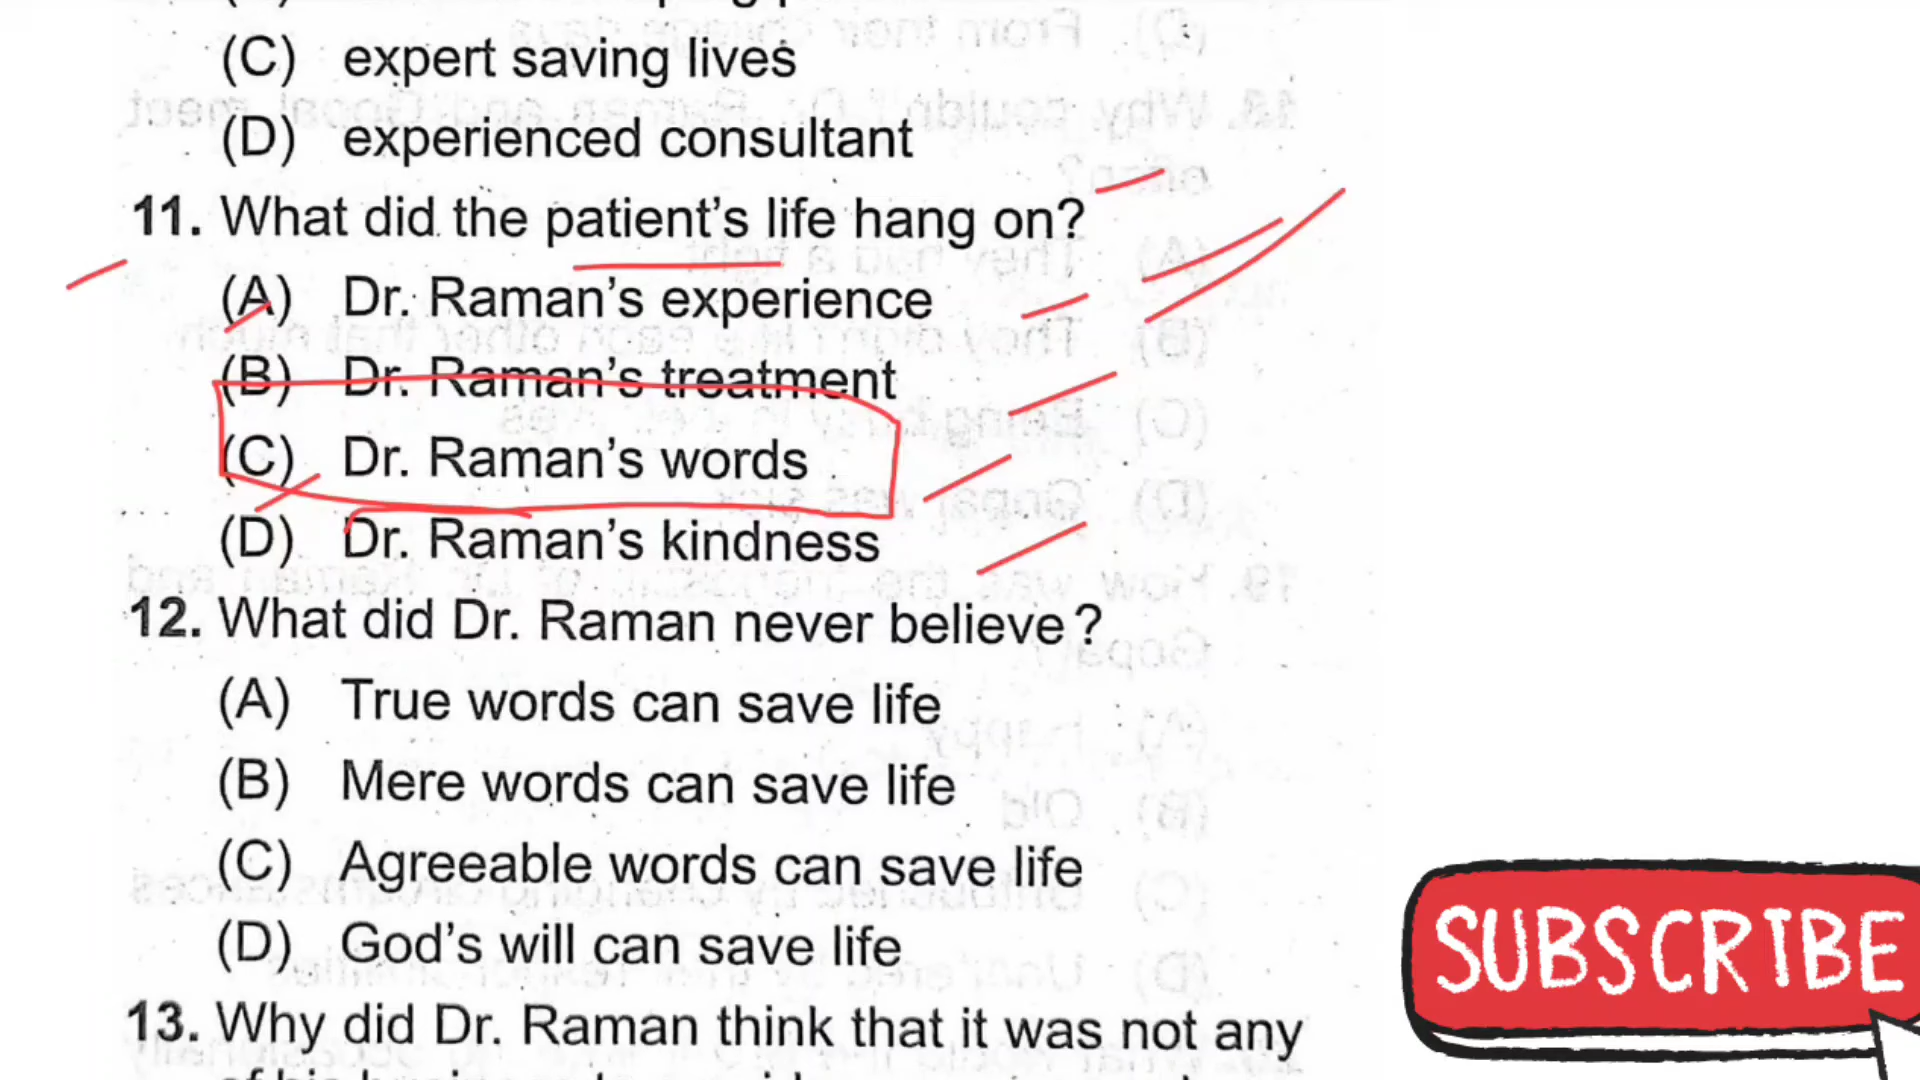 (C) expert saving lives
(D) experienced consultant
11. What did the patient's life hang on?
(A) Dr. Raman's experience
(B) Dr. Raman's treatment
(C) Dr. Raman's words
(D) Dr. Raman's kindness
12. What did Dr. Raman never believe?
(A) True words can save life
(B) Mere words can save life
(C) Agreeable words can save life
(D) God's will can save life
13. Why did Dr. Raman think that it was not any
SUBSCRIBE